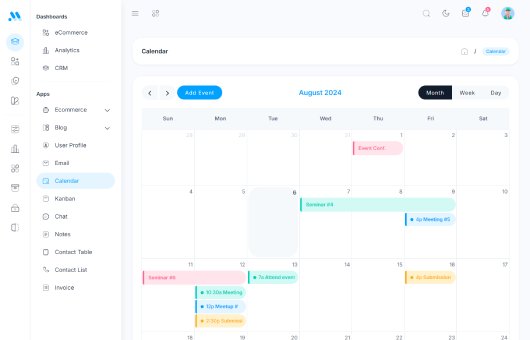 Dashboards
eCommerce
Analytics
CRM
Apps
Ecommerce
Blog
User Profile
Email
Calendar
Kanban
Chat
Notes
Contact Table
Contact List
Invoice
Calendar
/ Calendar
Add Event
August 2024
Month Week Day
Sun Mon Tue Wed Thu Fri Sat
28 29 30 31 1 2 3
Event Conf.
4 5 6 7 8 9 10
Seminar #4
4p Meeting #5
11 12 13 14 15 16 17
Seminar #6
7a Attend event
4p Submission
10:30a Meeting
12p Meetup #
2:30p Submissi
18 19 20 21 22 23 24